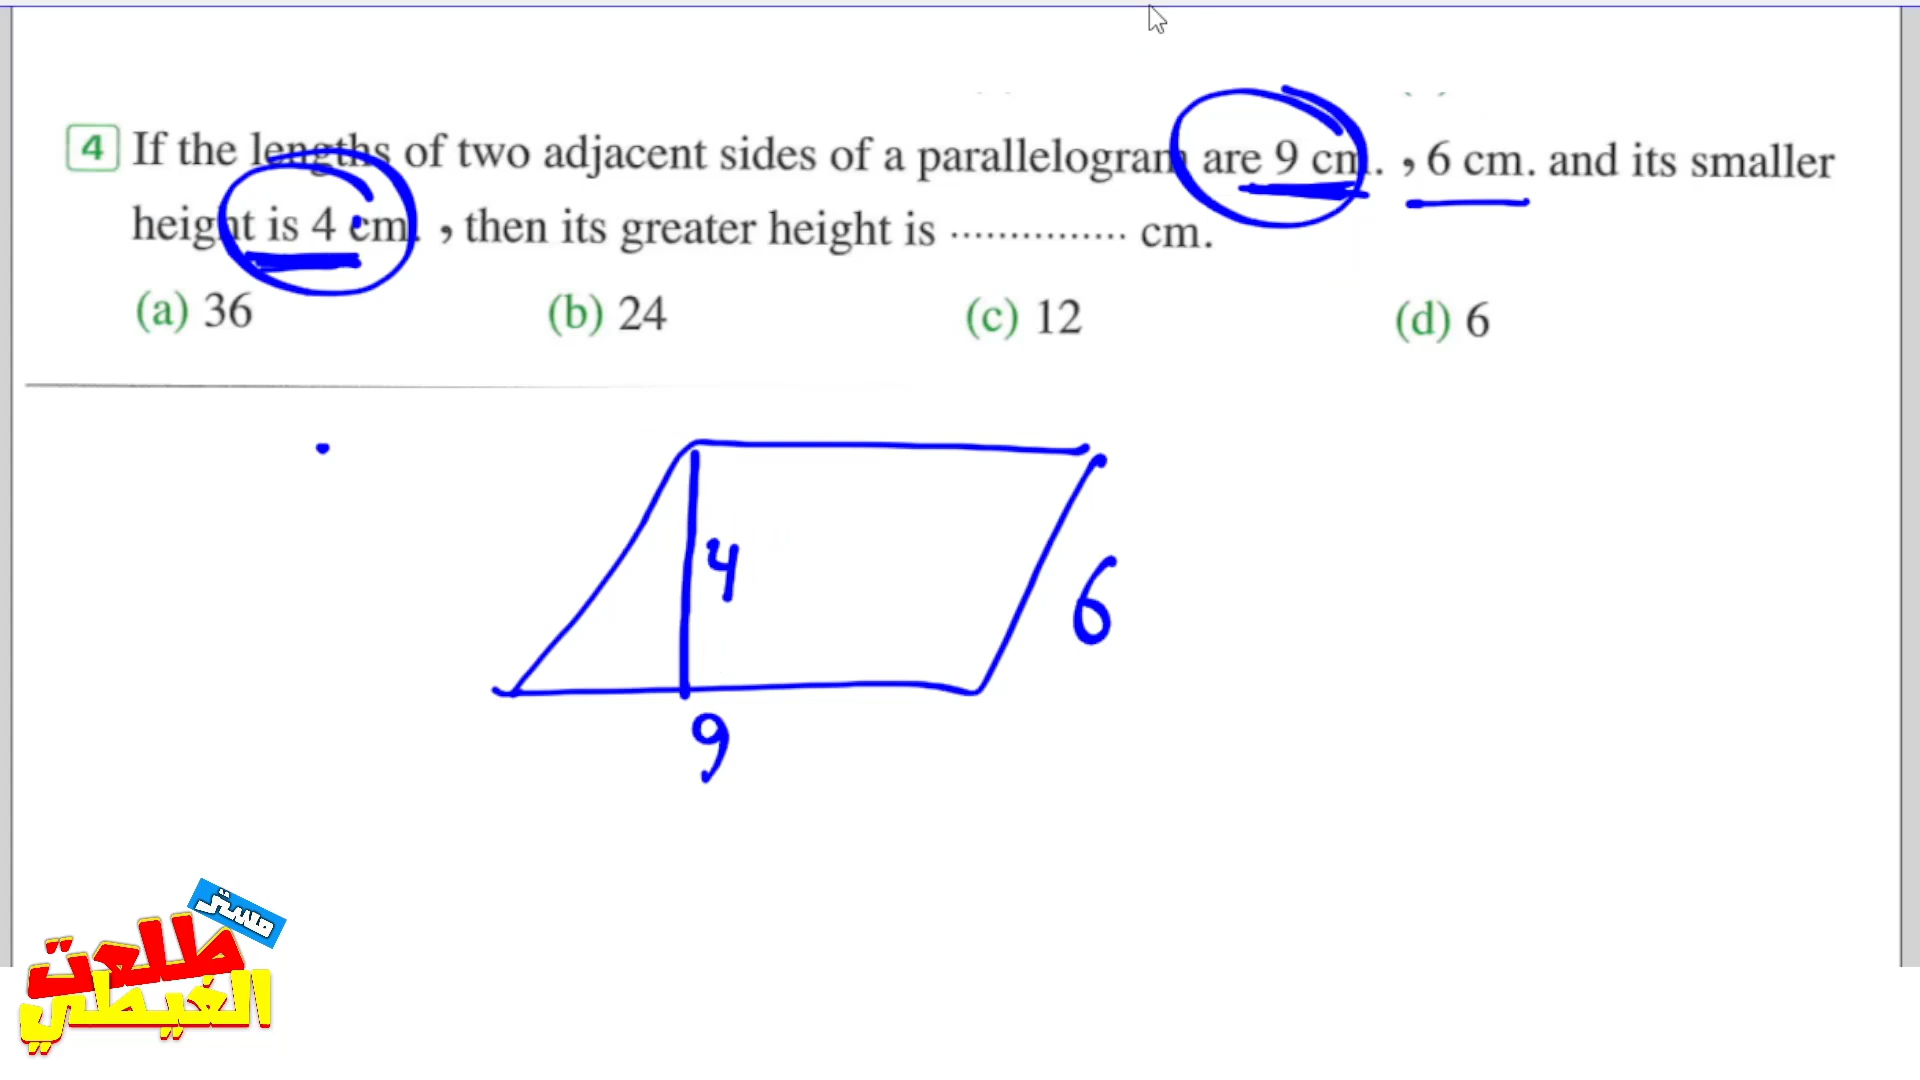 4 If the lengths of two adjacent sides of a parallelogram are 9 cm. , 6 cm. and its smaller
height is 4 cm. , then its greater height is ............... cm.
(a) 36 (b) 24 (c) 12 (d) 6
4
6
9
مستر
طلعت
الغيطي